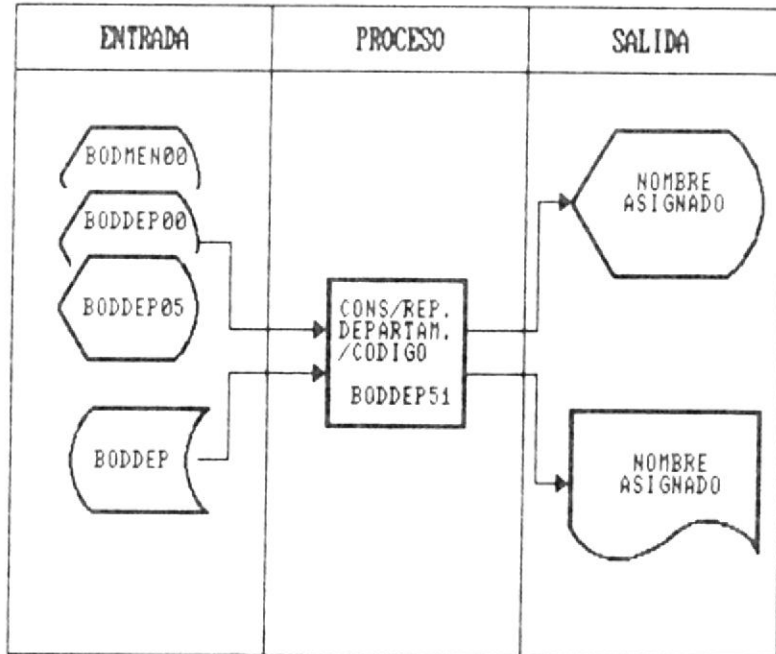 ENTRADA
PROCESO
SALIDA
BODMEN00
BODDEP00
BODDEP05
BODDEP
CONS/REP.
DEPARTAM.
/CODIGO
BODDEP51
NOMBRE
ASIGNADO
NOMBRE
ASIGNADO